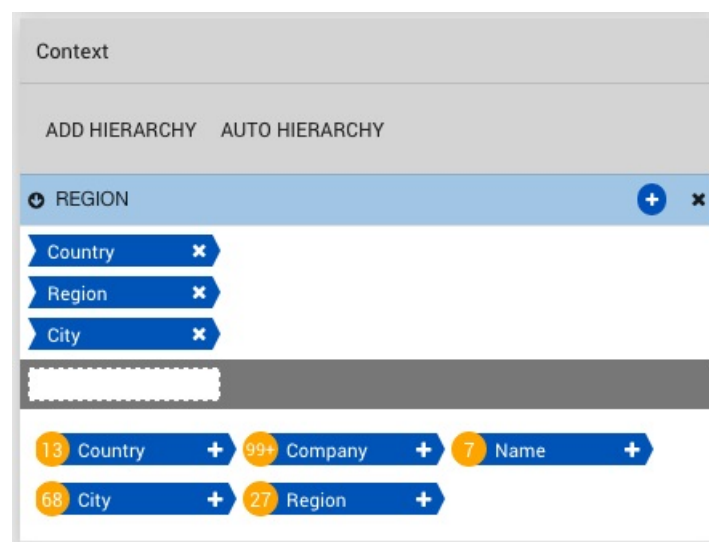 Context
ADD HIERARCHY AUTO HIERARCHY
REGION
Country
Region
City
13 Country 99+ Company 7 Name
68 City 27 Region